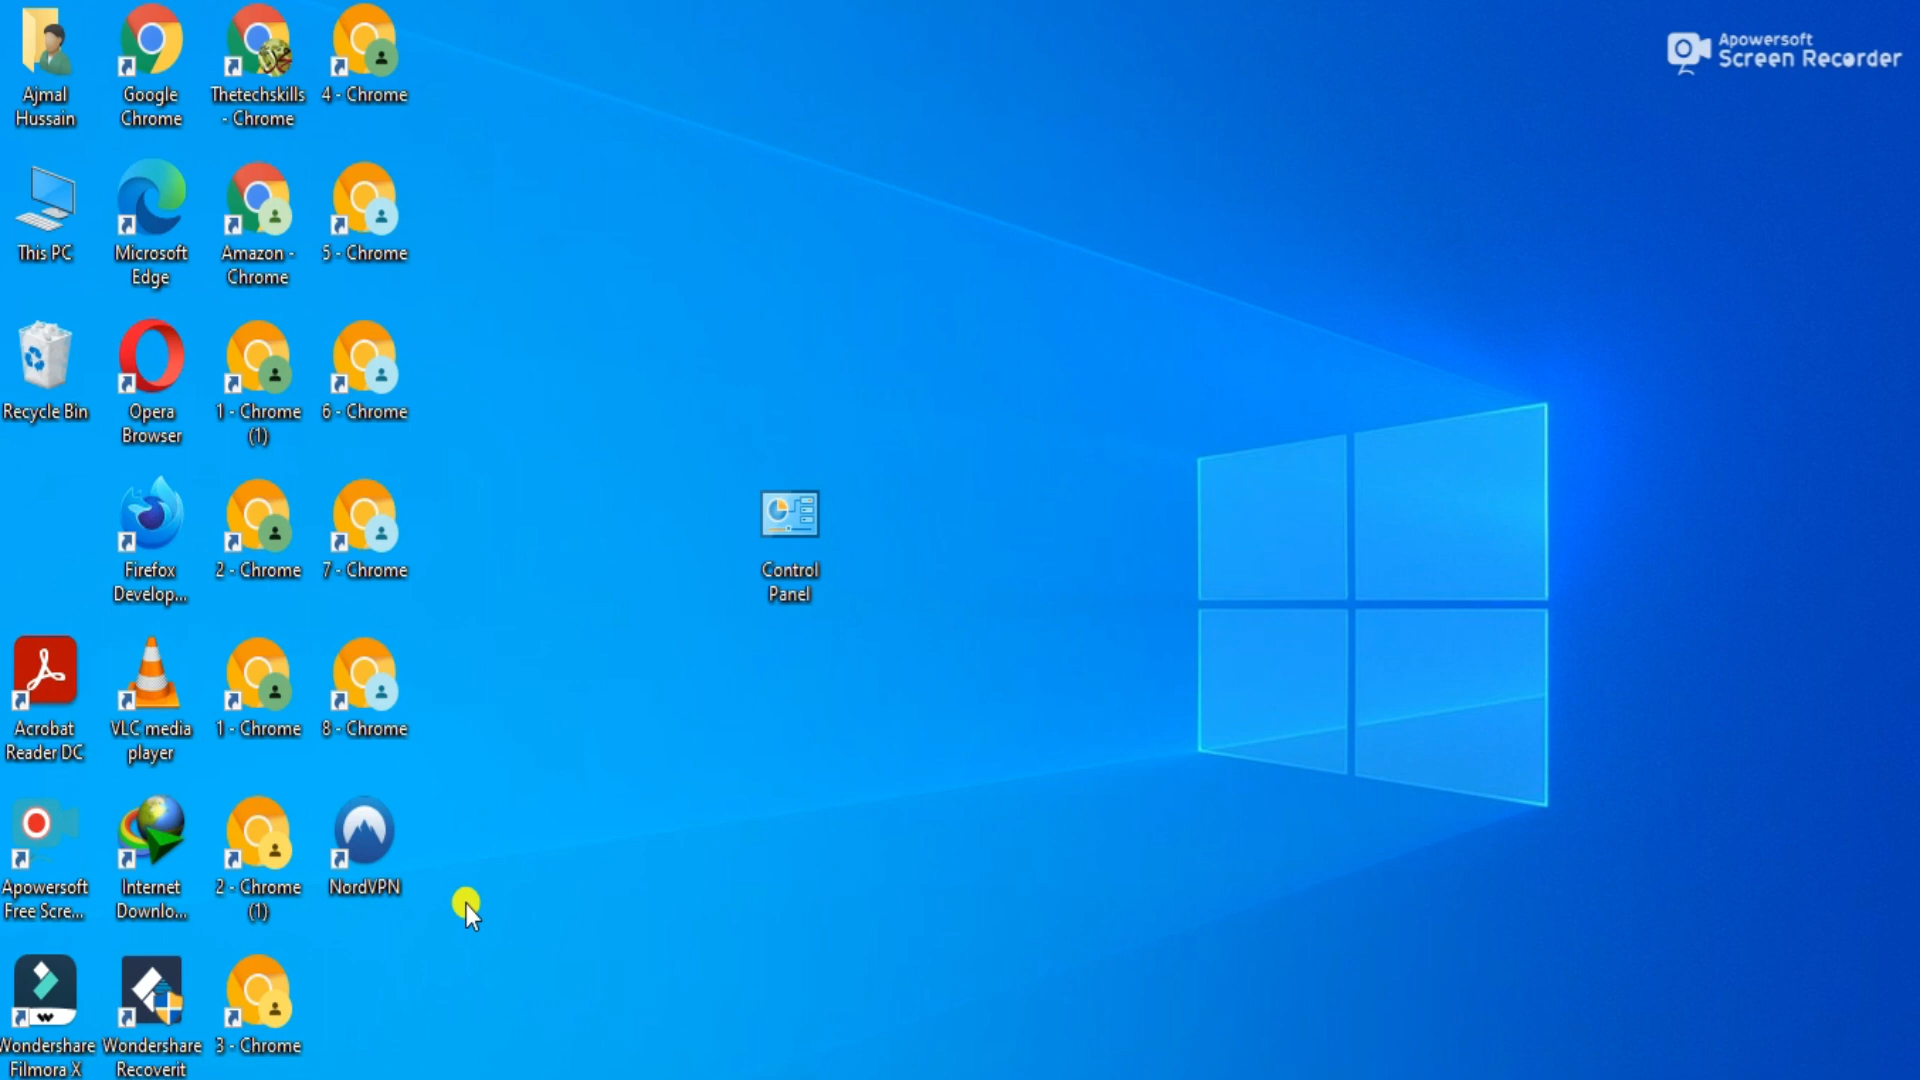 Apowersoft
Screen Recorder
Ajmal
Hussain
Google
Chrome
Thetechskills
- Chrome
4 - Chrome
This PC
Microsoft
Edge
Amazon -
Chrome
5 - Chrome
Recycle Bin
Opera
Browser
1 - Chrome
(1)
6 - Chrome
Firefox
Develop...
2 - Chrome
7 - Chrome
Control
Panel
Acrobat
Reader DC
VLC media
player
1 - Chrome
8 - Chrome
Apowersoft
Free Scre...
Internet
Downlo...
2 - Chrome
(1)
NordVPN
Wondershare
Filmora X
Wondershare
Recoverit
3 - Chrome